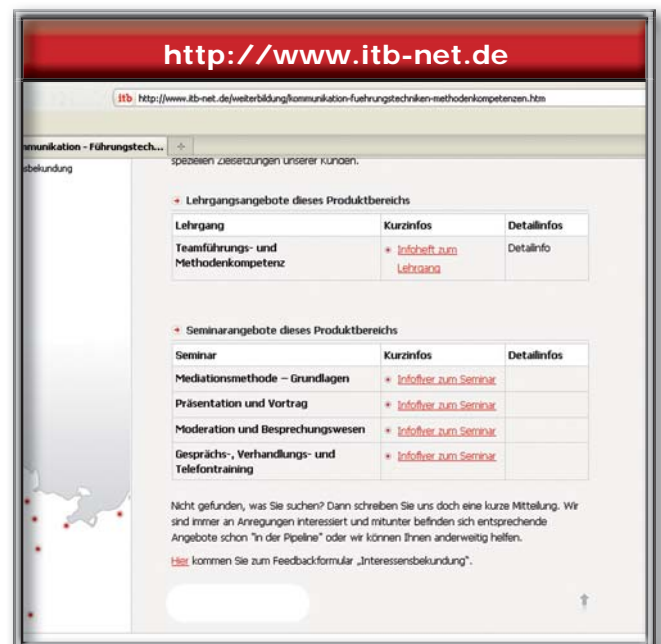 http://www.itb-net.de
itb http://www.itb-net.de/weiterbildung/kommunikation-fuehrungstechniken-methodenkompetenzen.htm
mmunikation - Führungstech...
sbekundung
speziellen Zielsetzungen unserer Kunden.
Lehrgangsangebote dieses Produktbereichs
Lehrgang Kurzinfos Detailinfos
Teamführungs- und Methodenkompetenz Infoheft zum Lehrgang Detailinfo
Seminarangebote dieses Produktbereichs
Seminar Kurzinfos Detailinfos
Mediationsmethode – Grundlagen Infoflyer zum Seminar
Präsentation und Vortrag Infoflyer zum Seminar
Moderation und Besprechungswesen Infoflyer zum Seminar
Gesprächs-, Verhandlungs- und Telefontraining Infoflyer zum Seminar
Nicht gefunden, was Sie suchen? Dann schreiben Sie uns doch eine kurze Mitteilung. Wir
sind immer an Anregungen interessiert und mitunter befinden sich entsprechende
Angebote schon "in der Pipeline" oder wir können Ihnen anderweitig helfen.
Hier kommen Sie zum Feedbackformular „Interessensbekundung".